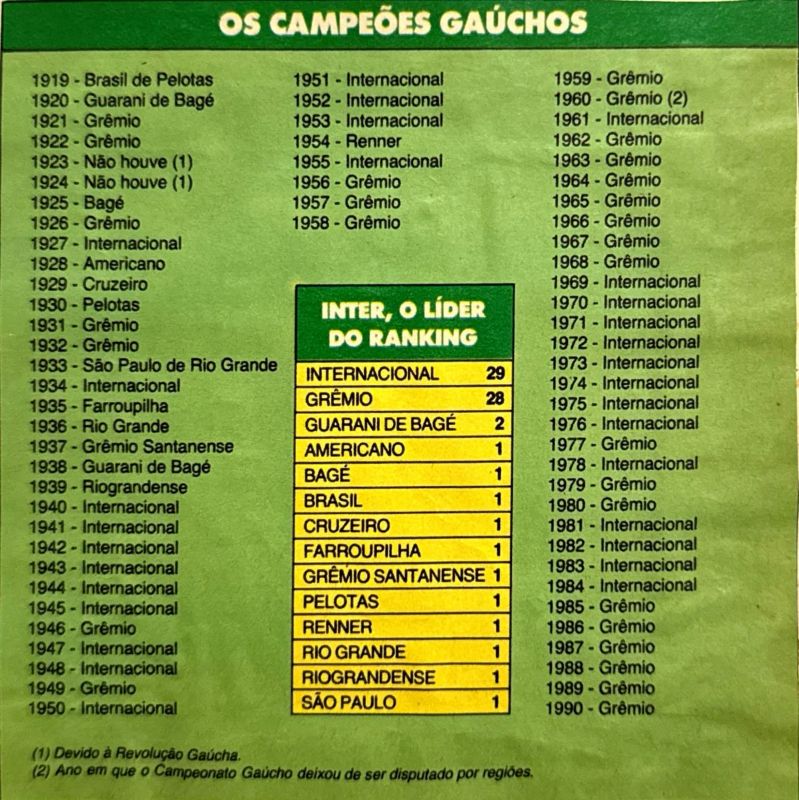 OS CAMPEÕES GAÚCHOS
1919 - Brasil de Pelotas
1920 - Guarani de Bagé
1921 - Grêmio
1922 - Grêmio
1923 - Não houve (1)
1924 - Não houve (1)
1925 - Bagé
1926 - Grêmio
1927 - Internacional
1928 - Americano
1929 - Cruzeiro
1930 - Pelotas
1931 - Grêmio
1932 - Grêmio
1933 - São Paulo de Rio Grande
1934 - Internacional
1935 - Farroupilha
1936 - Rio Grande
1937 - Grêmio Santanense
1938 - Guarani de Bagé
1939 - Riograndense
1940 - Internacional
1941 - Internacional
1942 - Internacional
1943 - Internacional
1944 - Internacional
1945 - Internacional
1946 - Grêmio
1947 - Internacional
1948 - Internacional
1949 - Grêmio
1950 - Internacional
1951 - Internacional
1952 - Internacional
1953 - Internacional
1954 - Renner
1955 - Internacional
1956 - Grêmio
1957 - Grêmio
1958 - Grêmio
INTER, O LÍDER
DO RANKING
INTERNACIONAL 29
GRÊMIO 28
GUARANI DE BAGÉ 2
AMERICANO 1
BAGÉ 1
BRASIL 1
CRUZEIRO 1
FARROUPILHA 1
GRÊMIO SANTANENSE 1
PELOTAS 1
RENNER 1
RIO GRANDE 1
RIOGRANDENSE 1
SÃO PAULO 1
1959 - Grêmio
1960 - Grêmio (2)
1961 - Internacional
1962 - Grêmio
1963 - Grêmio
1964 - Grêmio
1965 - Grêmio
1966 - Grêmio
1967 - Grêmio
1968 - Grêmio
1969 - Internacional
1970 - Internacional
1971 - Internacional
1972 - Internacional
1973 - Internacional
1974 - Internacional
1975 - Internacional
1976 - Internacional
1977 - Grêmio
1978 - Internacional
1979 - Grêmio
1980 - Grêmio
1981 - Internacional
1982 - Internacional
1983 - Internacional
1984 - Internacional
1985 - Grêmio
1986 - Grêmio
1987 - Grêmio
1988 - Grêmio
1989 - Grêmio
1990 - Grêmio
(1) Devido à Revolução Gaúcha.
(2) Ano em que o Campeonato Gaúcho deixou de ser disputado por regiões.